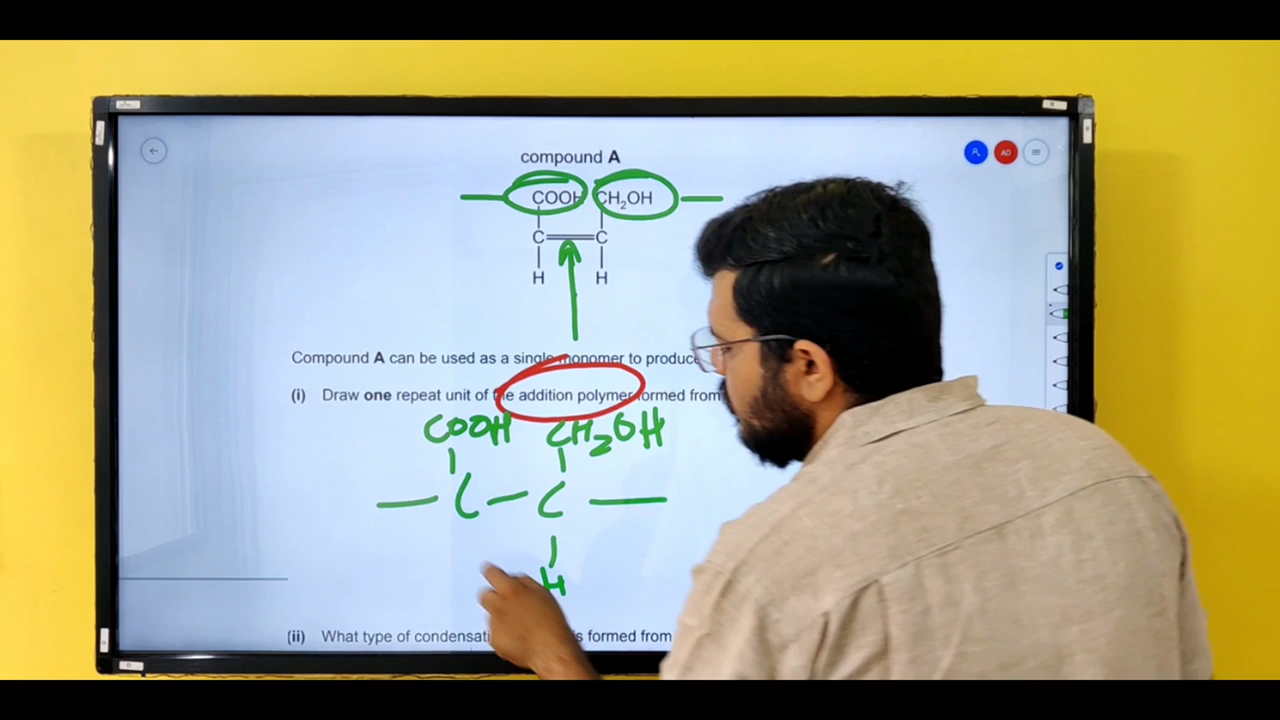 compound A
COOH CH₂OH
C C
H H
AD
Compound A can be used as a single monomer to produce
(i) Draw one repeat unit of the addition polymer formed from
COOH CH₂OH
C C
H
(ii) What type of formed from